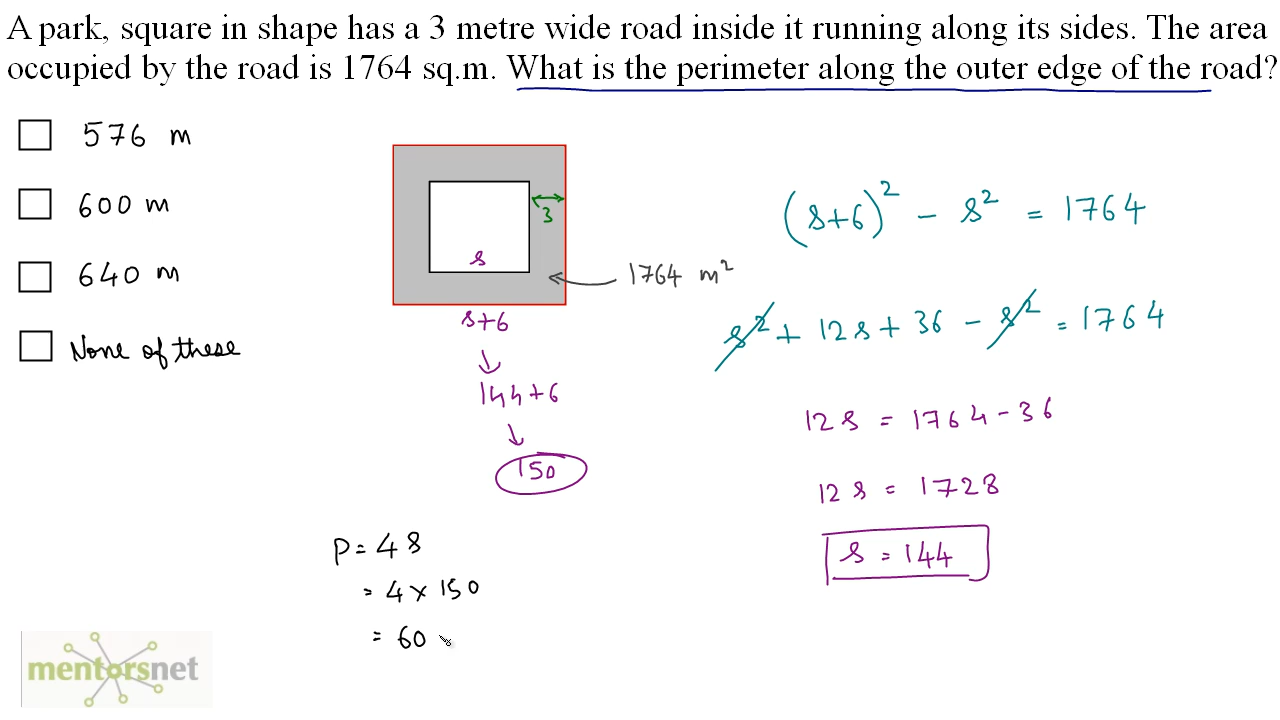 A park, square in shape has a 3 metre wide road inside it running along its sides. The area
occupied by the road is 1764 sq.m. What is the perimeter along the outer edge of the road?
576 m
600 m
640 m
None of these
3
s
1764 m²
s+6
↓
144+6
↓
150
(s+6)² - s² = 1764
s² + 12s + 36 - s² = 1764
12s = 1764-36
12s = 1728
s = 144
P = 4s
= 4 × 150
= 60
mentorsnet